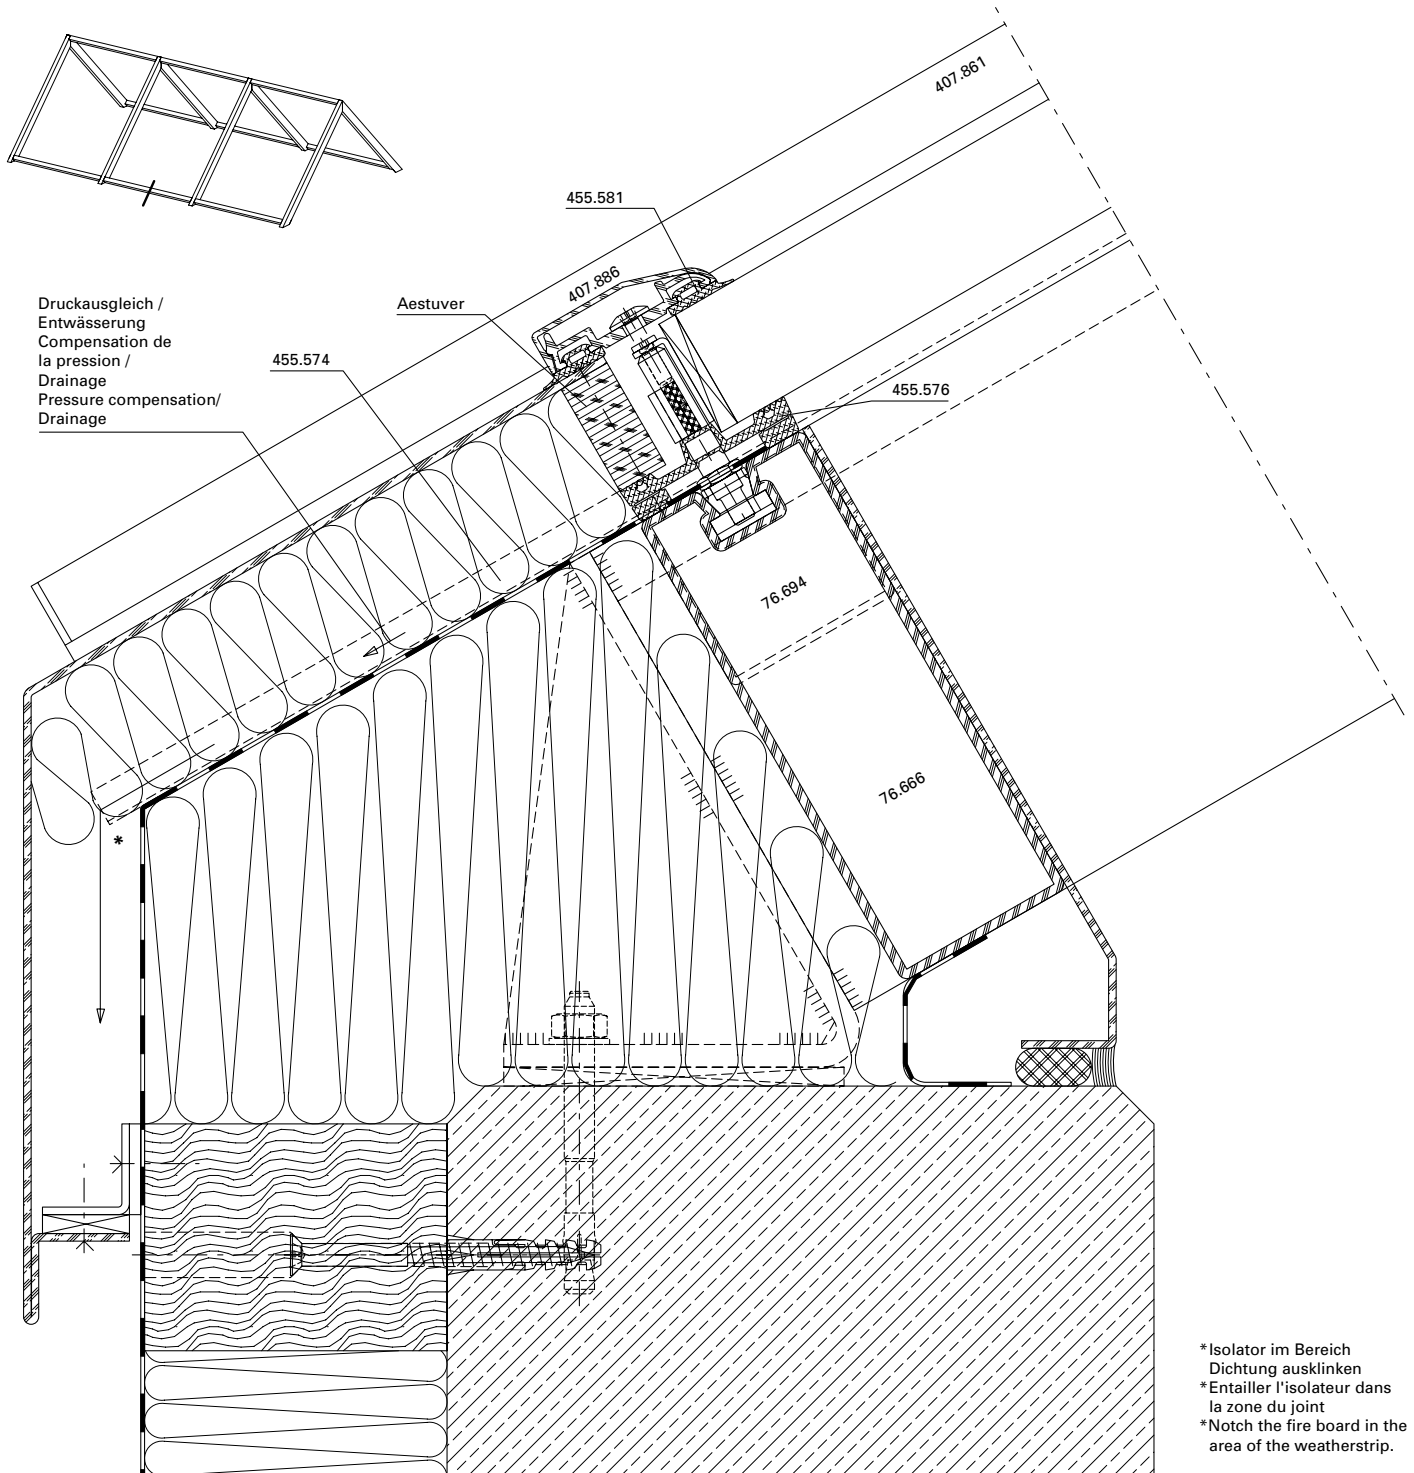 407.861
455.581
407.886
Druckausgleich /
Entwässerung
Compensation de
la pression /
Drainage
Pressure compensation/
Drainage
Aestuver
455.574
455.576
76.694
76.666
*
*Isolator im Bereich
Dichtung ausklinken
*Entailler l'isolateur dans
la zone du joint
*Notch the fire board in the
area of the weatherstrip.